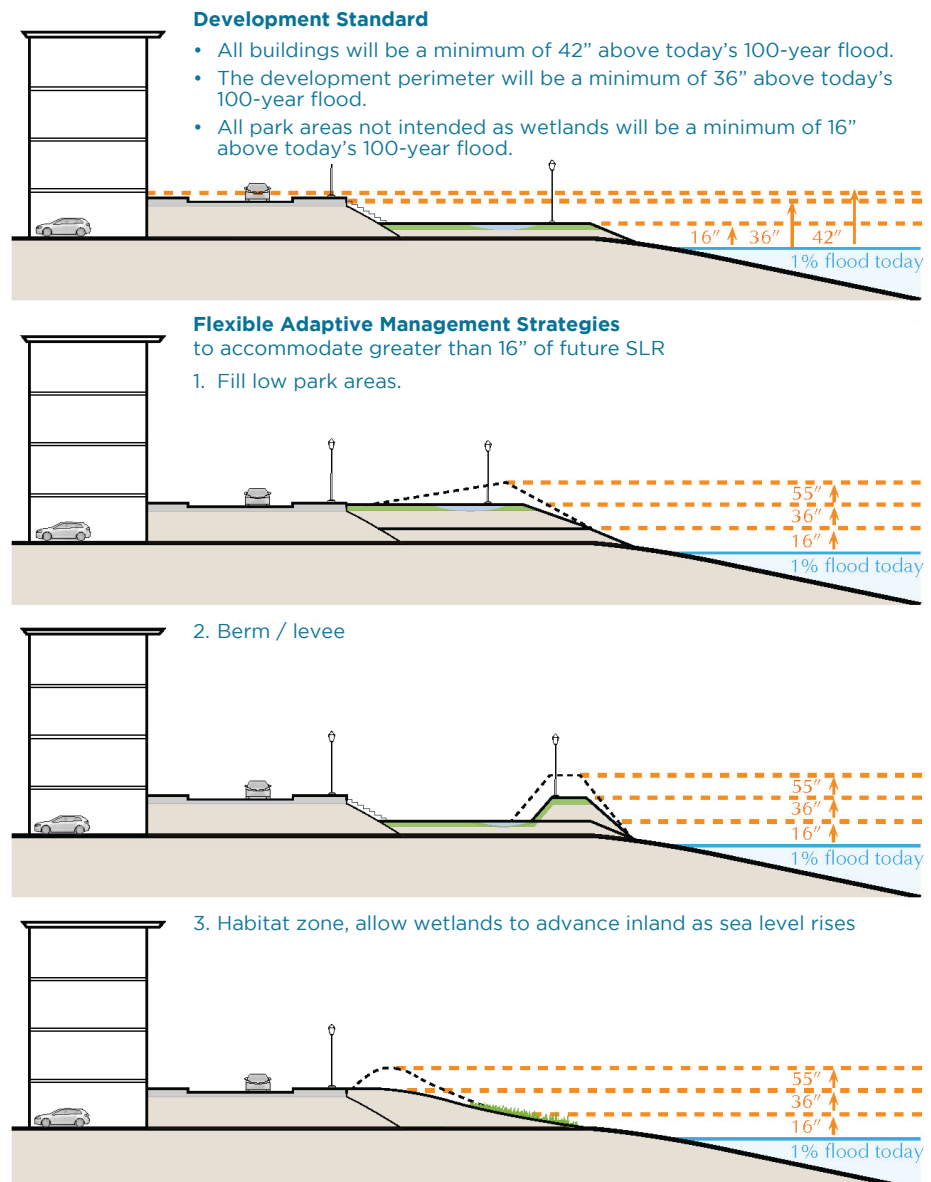 Development Standard
• All buildings will be a minimum of 42” above today’s 100-year flood.
• The development perimeter will be a minimum of 36” above today’s
100-year flood.
• All park areas not intended as wetlands will be a minimum of 16”
above today’s 100-year flood.
16” 36” 42”
1% flood today
Flexible Adaptive Management Strategies
to accommodate greater than 16” of future SLR
1. Fill low park areas.
55”
36”
16”
1% flood today
2. Berm / levee
55”
36”
16”
1% flood today
3. Habitat zone, allow wetlands to advance inland as sea level rises
55”
36”
16”
1% flood today